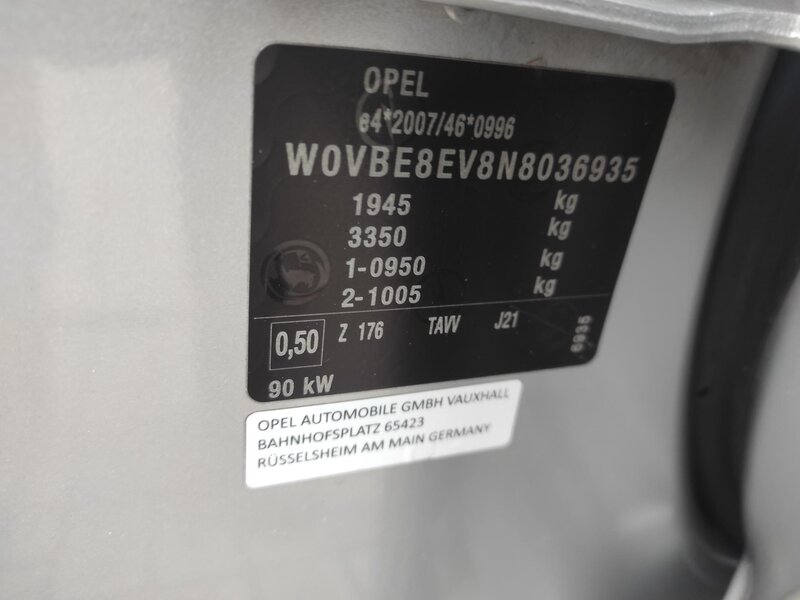 OPEL
e4*2007/46*0996
W0VBE8EV8N8036935
1945 kg
3350 kg
1-0950 kg
2-1005 kg
0,50 Z 176 TAVV J21 6935
90 kW
OPEL AUTOMOBILE GMBH VAUXHALL
BAHNHOFSPLATZ 65423
RÜSSELSHEIM AM MAIN GERMANY